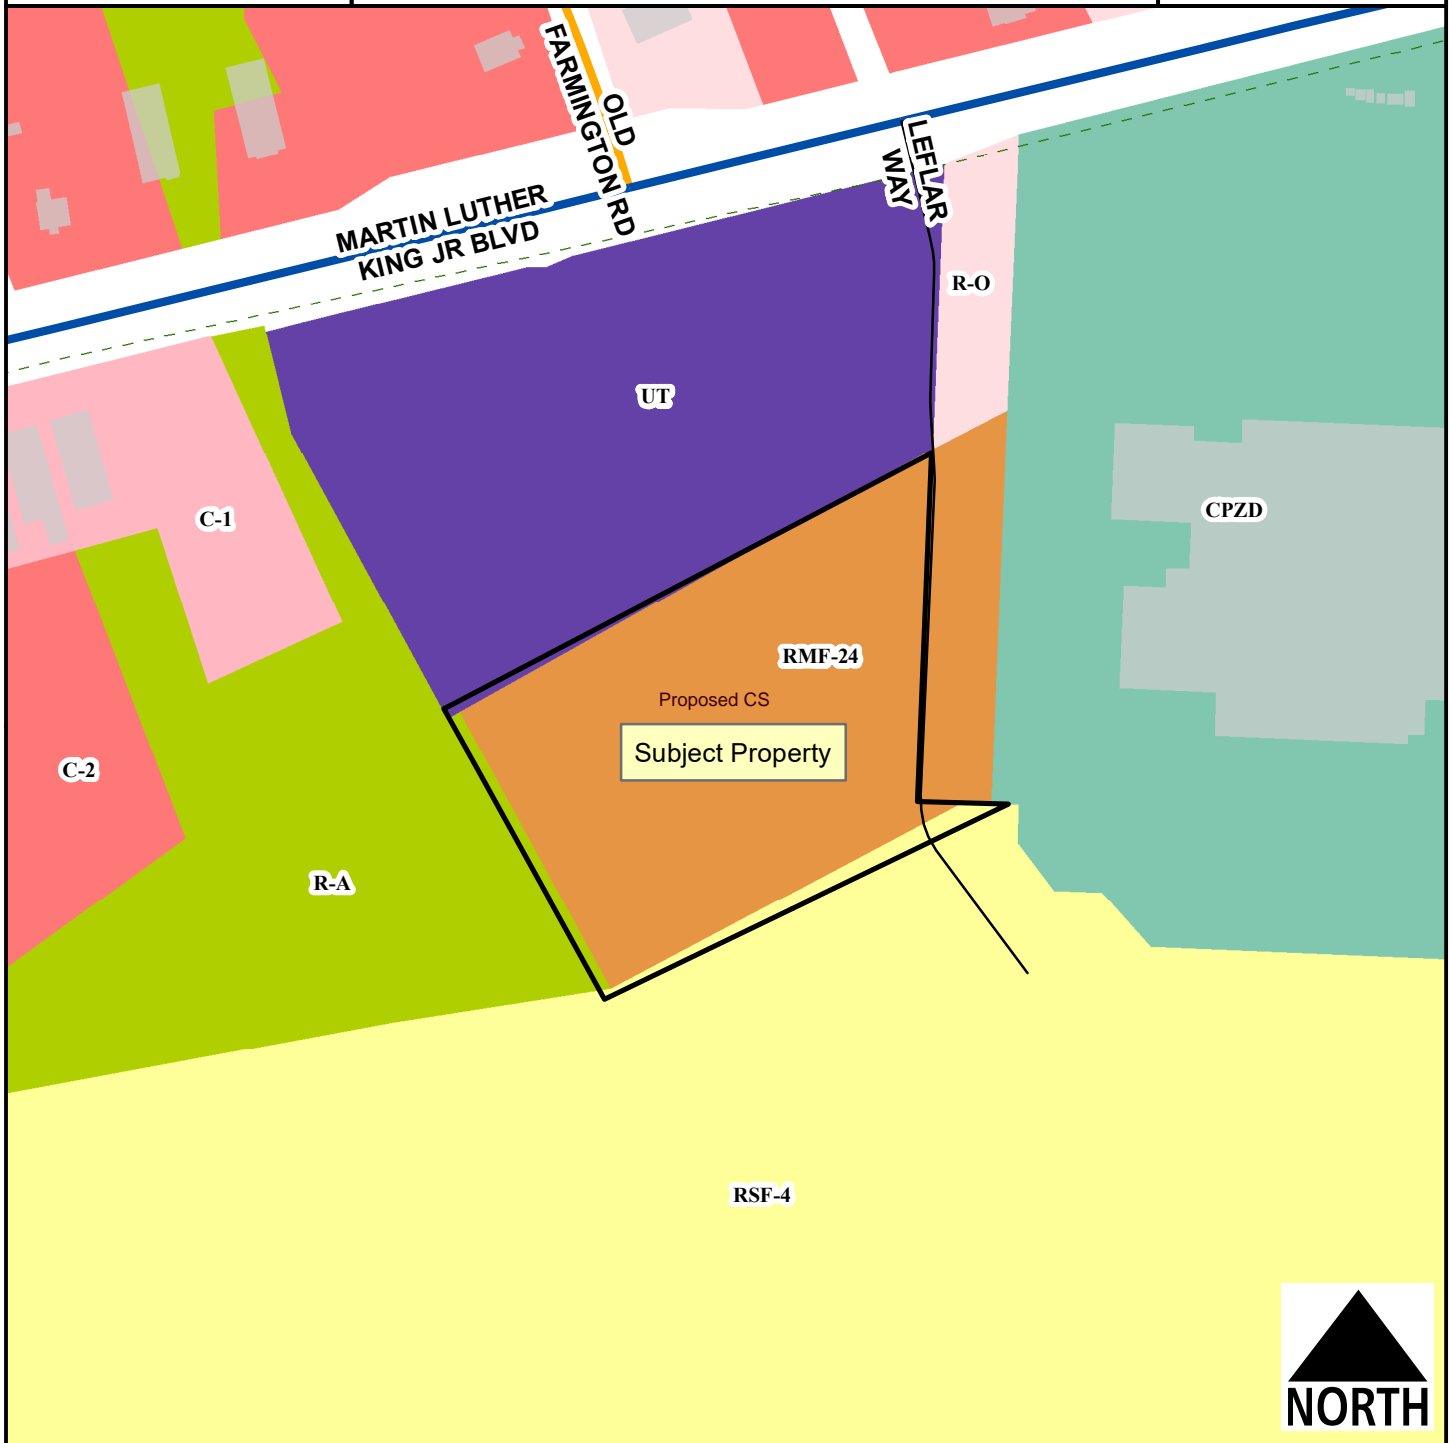 OLD
FARMINGTON RD
MARTIN LUTHER
KING JR BLVD
LEFLAR
WAY
R-O
UT
C-1
CPZD
RMF-24
Proposed CS
Subject Property
C-2
R-A
RSF-4
NORTH